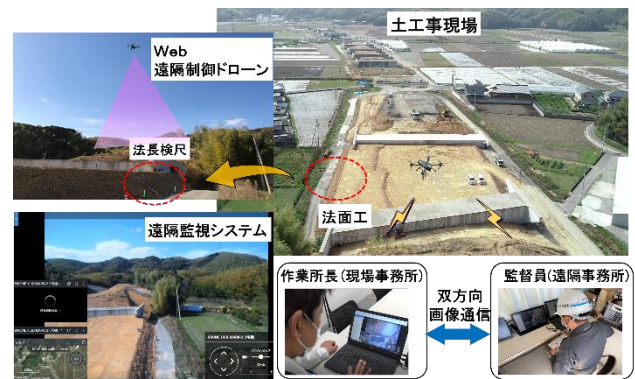 Web
遠隔制御ドローン
法長検尺
土工事現場
法面工
遠隔監視システム
作業所長(現場事務所)
双方向
画像通信
監督員(遠隔事務所)